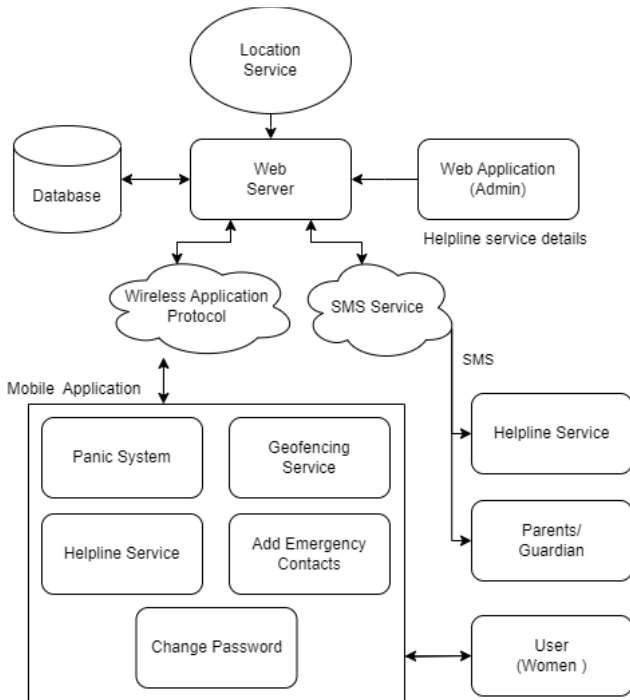 Location
Service
Database
Web
Server
Web Application
(Admin)
Helpline service details
Wireless Application
Protocol
SMS Service
SMS
Mobile Application
Panic System
Geofencing
Service
Helpline Service
Helpline Service
Add Emergency
Contacts
Parents/
Guardian
Change Password
User
(Women )